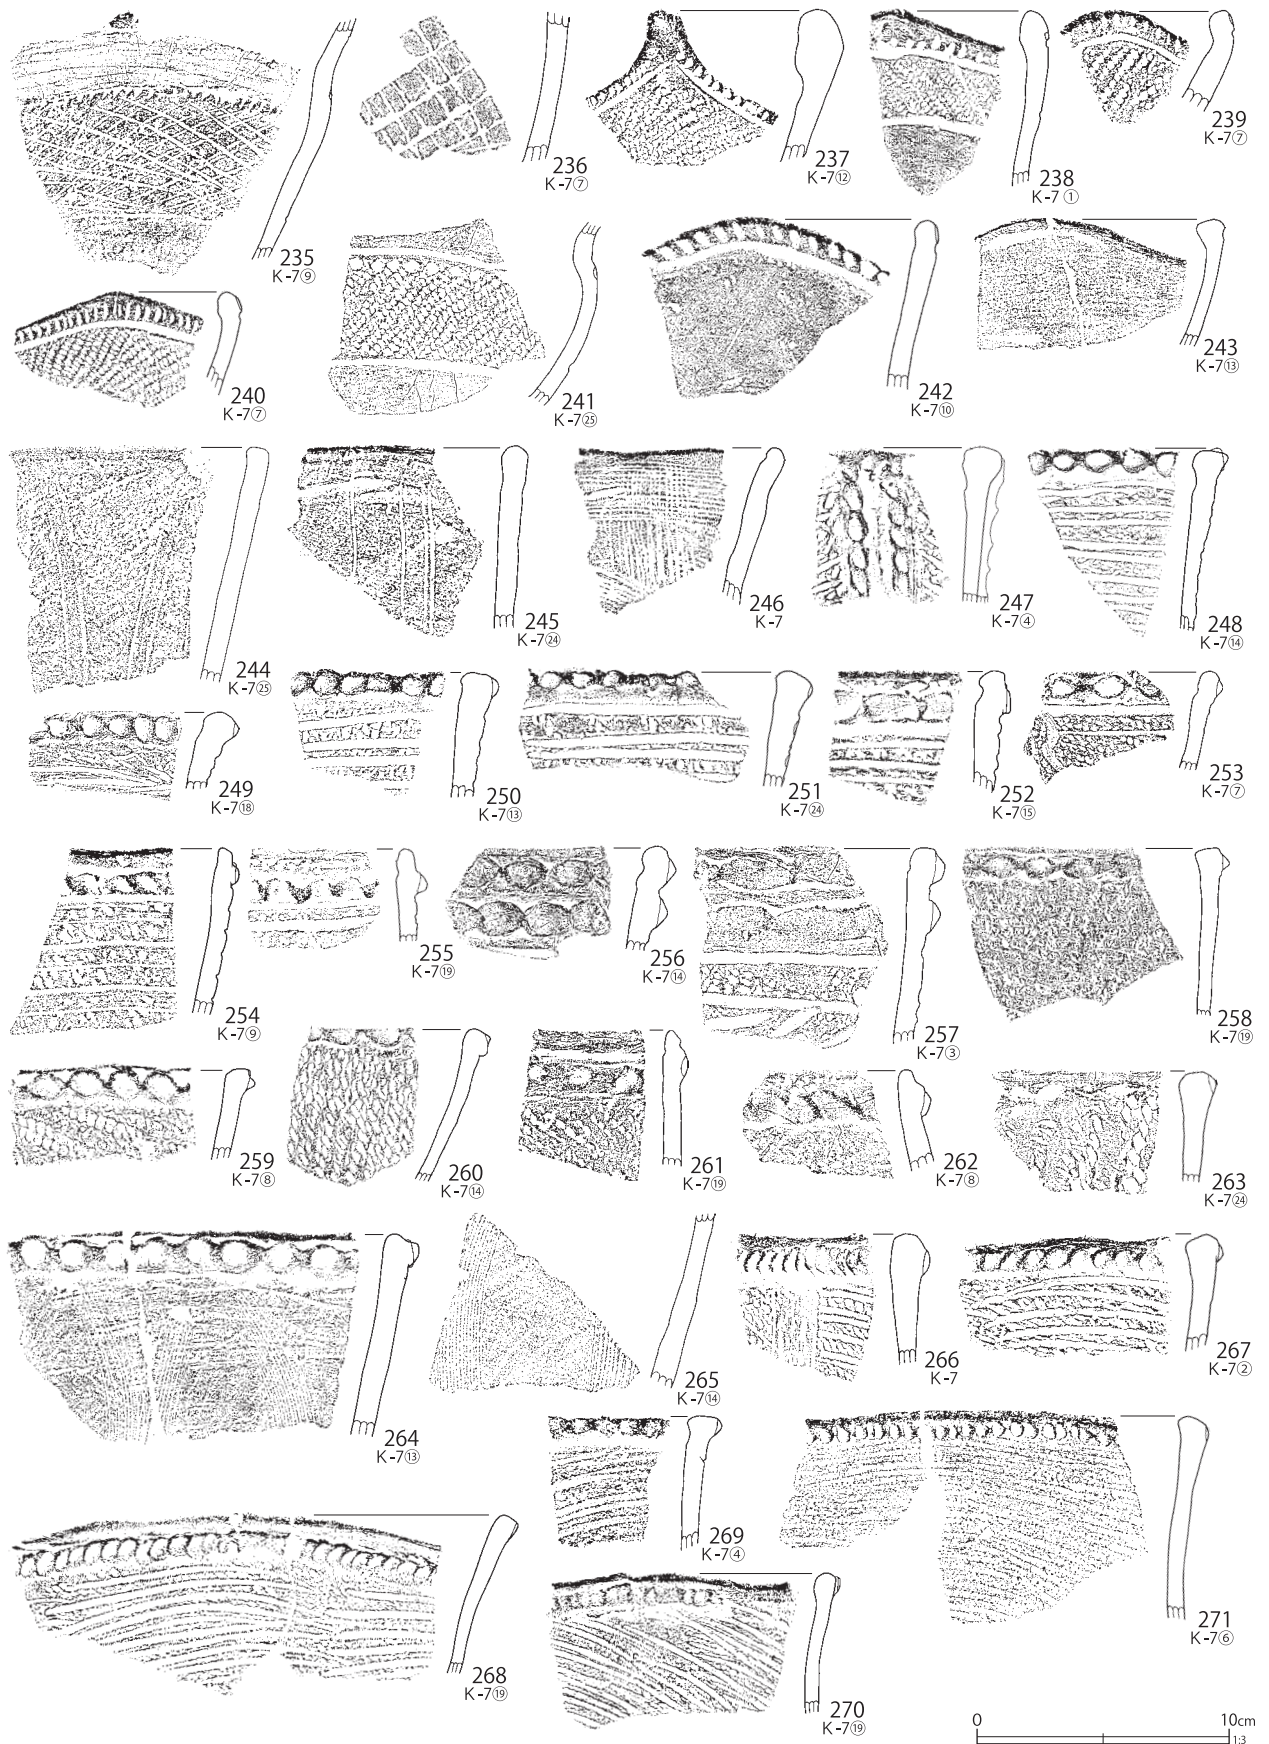 235
K-7⑨
236
K-7⑦
237
K-7⑫
238
K-7①
239
K-7⑦
240
K-7⑦
241
K-7㉕
242
K-7⑩
243
K-7⑬
244
K-7㉕
245
K-7㉔
246
K-7
247
K-7④
248
K-7⑭
249
K-7⑱
250
K-7⑬
251
K-7㉔
252
K-7⑮
253
K-7⑦
254
K-7⑨
255
K-7⑲
256
K-7⑭
257
K-7③
258
K-7⑲
259
K-7⑧
260
K-7⑭
261
K-7⑲
262
K-7⑧
263
K-7㉔
264
K-7⑬
265
K-7⑭
266
K-7
267
K-7②
268
K-7⑲
269
K-7④
270
K-7⑲
271
K-7⑥
0 10cm
1:3